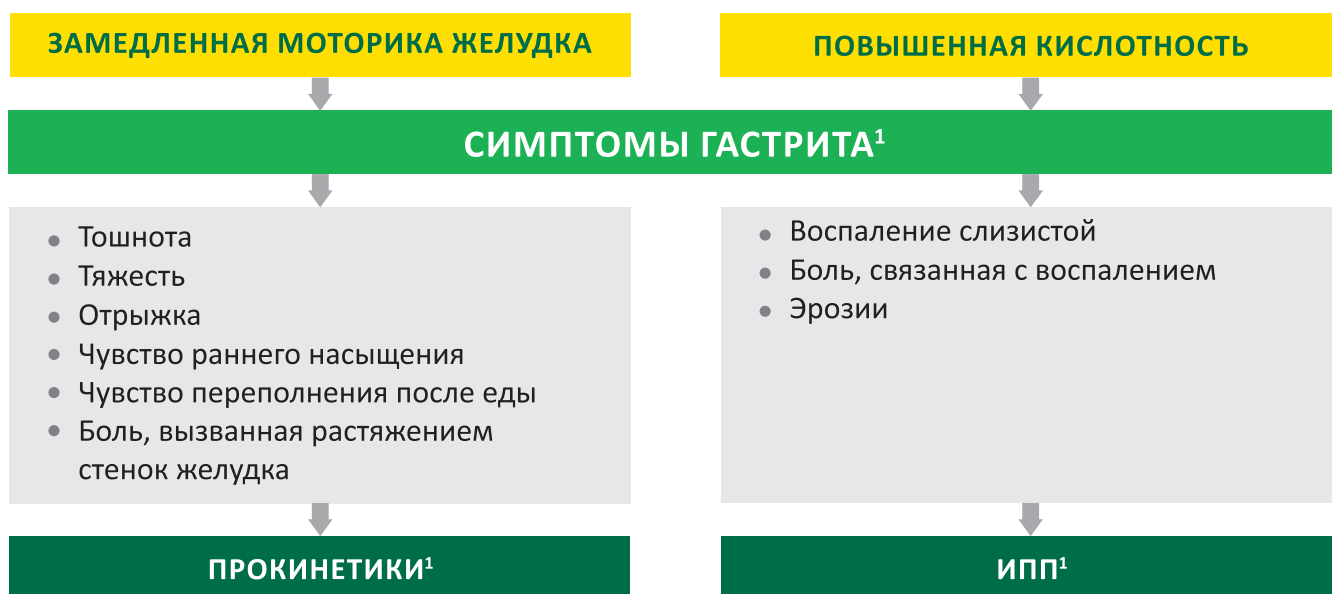 ЗАМЕДЛЕННАЯ МОТОРИКА ЖЕЛУДКА
ПОВЫШЕННАЯ КИСЛОТНОСТЬ
СИМПТОМЫ ГАСТРИТА¹
Тошнота
Тяжесть
Отрыжка
Чувство раннего насыщения
Чувство переполнения после еды
Боль, вызванная растяжением
стенок желудка
Воспаление слизистой
Боль, связанная с воспалением
Эрозии
ПРОКИНЕТИКИ¹
ИПП¹